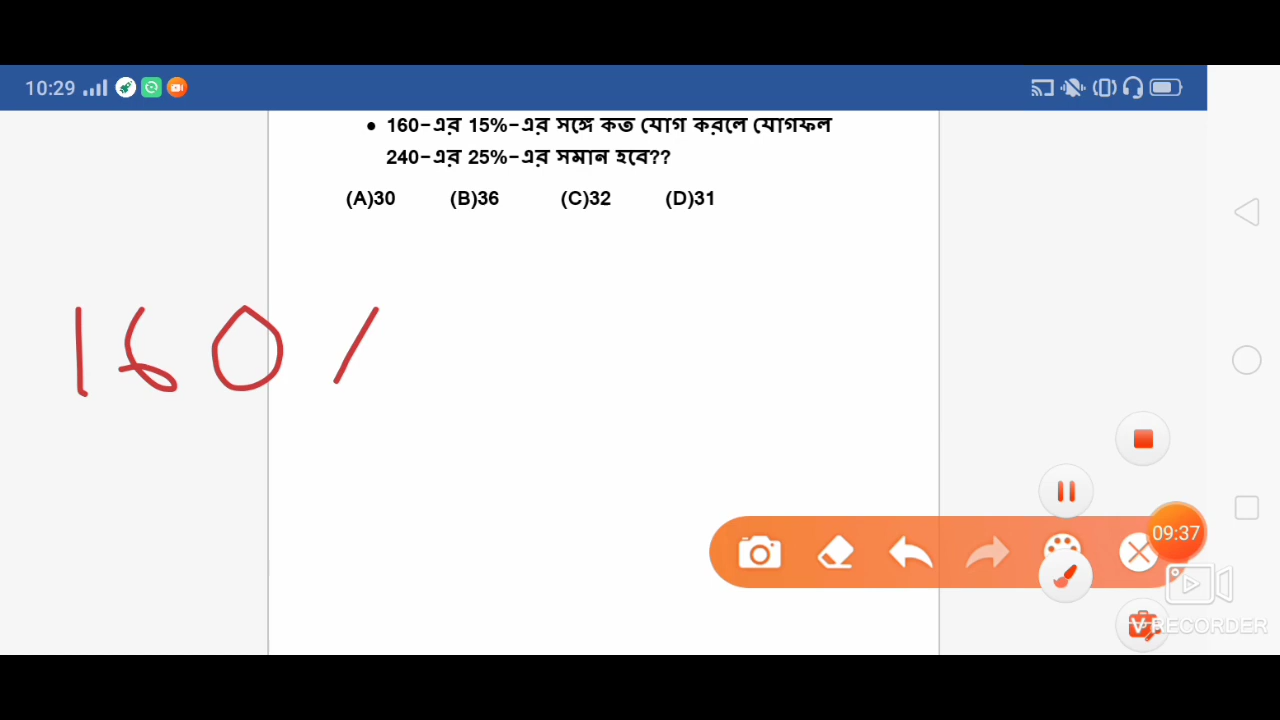 10:29
• 160-এর 15%-এর সঙ্গে কত যোগ করলে যোগফল
240-এর 25%-এর সমান হবে??
(A)30 (B)36 (C)32 (D)31
160 /
09:37
V RECORDER